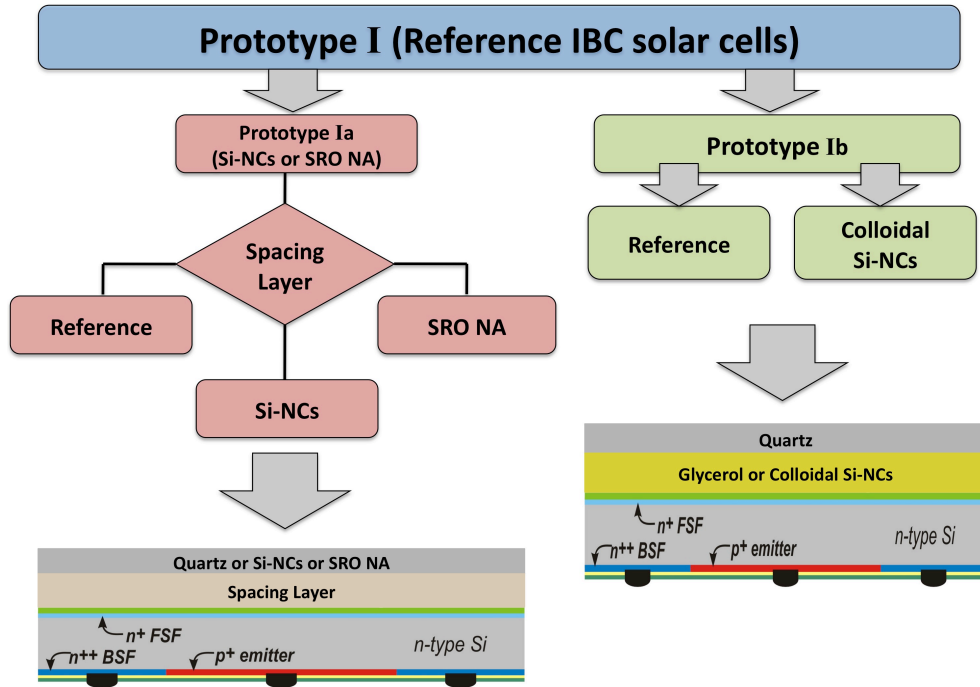 Prototype I (Reference IBC solar cells)
Prototype Ia
(Si-NCs or SRO NA)
Spacing
Layer
Reference
SRO NA
Si-NCs
Quartz or Si-NCs or SRO NA
Spacing Layer
n+ FSF
n++ BSF
p+ emitter
n-type Si
Prototype Ib
Reference
Colloidal
Si-NCs
Quartz
Glycerol or Colloidal Si-NCs
n+ FSF
n++ BSF
p+ emitter
n-type Si